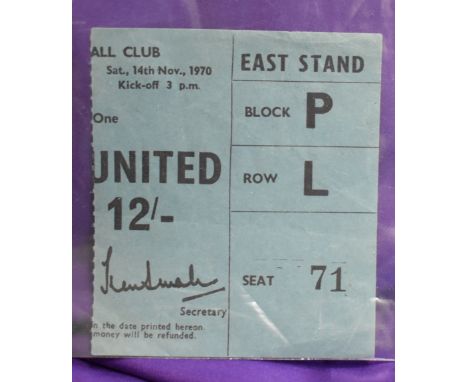 ALL CLUB
Sat., 14th Nov., 1970
Kick-off 3 p.m.
One
UNITED
12/-
Secretary
n the date printed hereon.
money will be refunded.
EAST STAND
BLOCK P
ROW L
SEAT 71